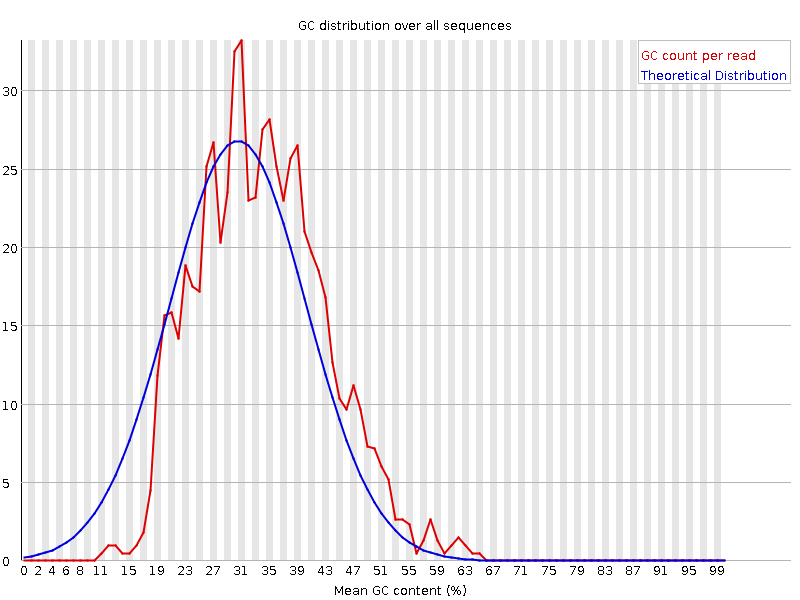 GC distribution over all sequences
GC count per read
Theoretical Distribution
30
25
20
15
10
5
0
0 2 4 6 8 11 15 19 23 27 31 35 39 43 47 51 55 59 63 67 71 75 79 83 87 91 95 99
Mean GC content (%)